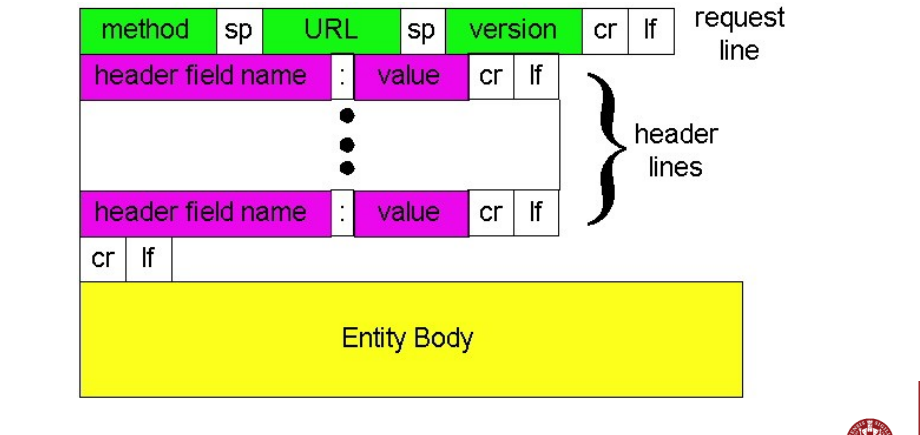 method sp URL sp version cr lf request
line
header field name : value cr lf
header
lines
header field name : value cr lf
cr lf
Entity Body